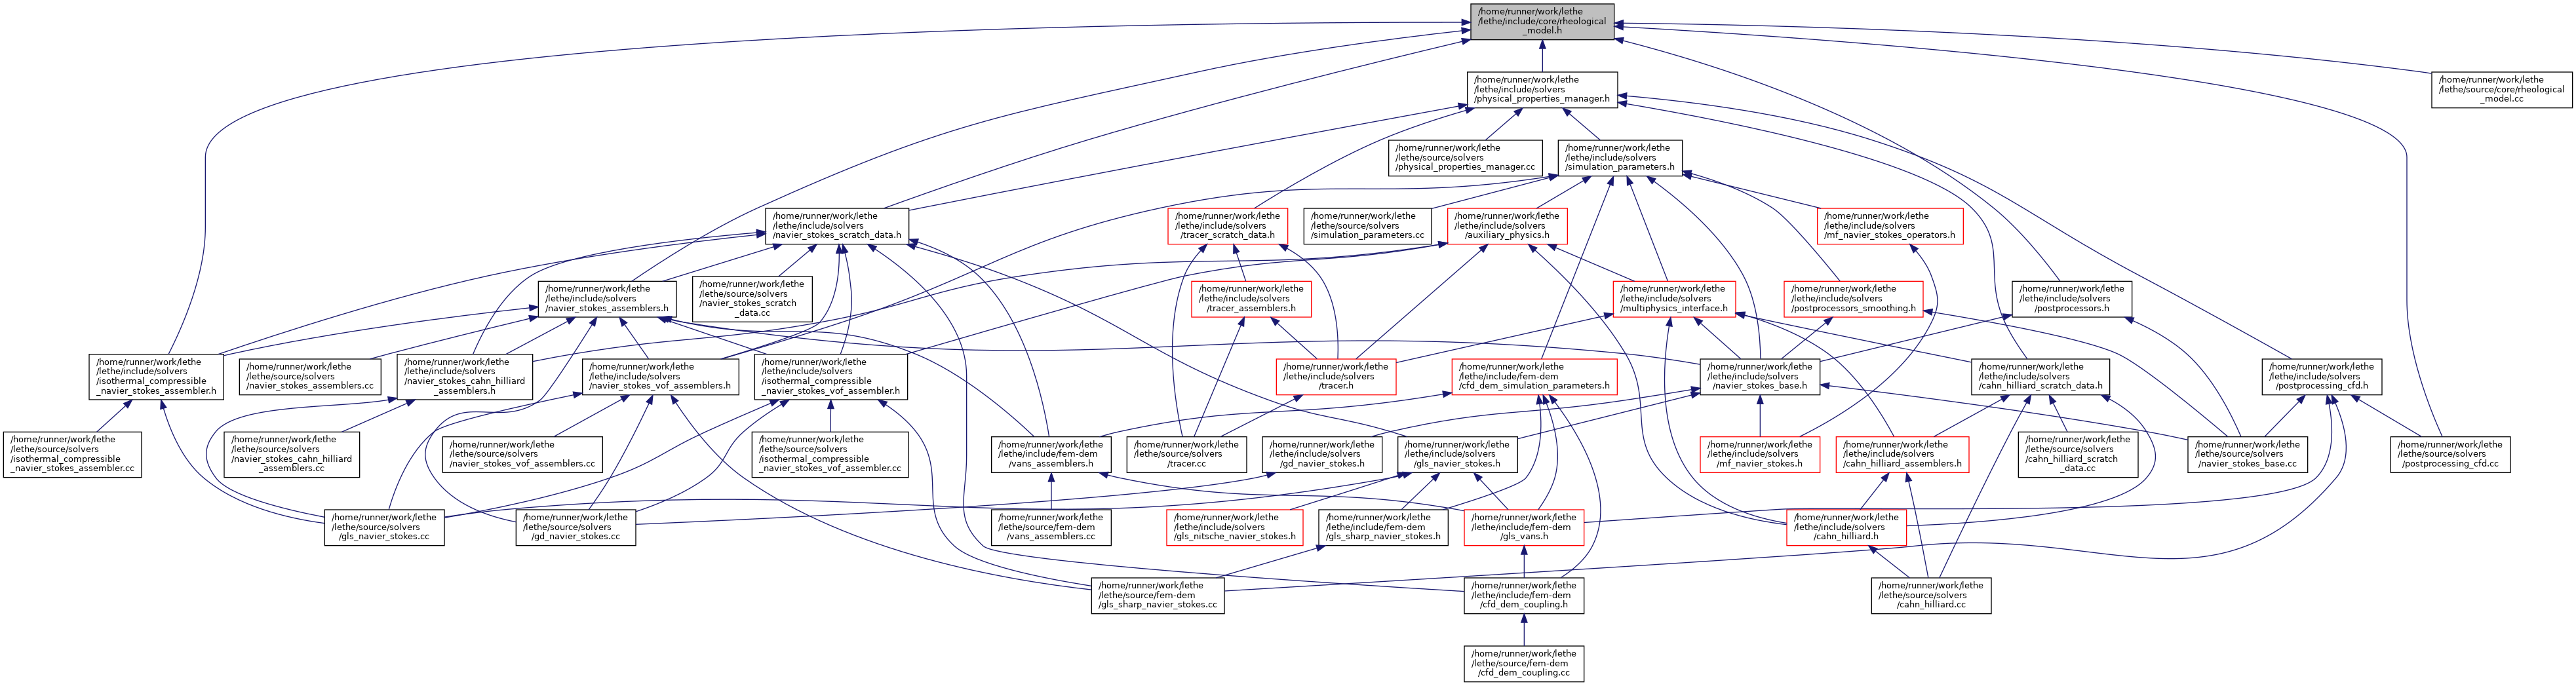 /home/runner/work/lethe
/lethe/include/core/rheological
_model.h
/home/runner/work/lethe
/lethe/include/solvers
/physical_properties_manager.h
/home/runner/work/lethe
/lethe/source/core/rheological
_model.cc
/home/runner/work/lethe
/lethe/source/solvers
/physical_properties_manager.cc
/home/runner/work/lethe
/lethe/include/solvers
/simulation_parameters.h
/home/runner/work/lethe
/lethe/include/solvers
/navier_stokes_scratch_data.h
/home/runner/work/lethe
/lethe/include/solvers
/tracer_scratch_data.h
/home/runner/work/lethe
/lethe/source/solvers
/simulation_parameters.cc
/home/runner/work/lethe
/lethe/include/solvers
/auxiliary_physics.h
/home/runner/work/lethe
/lethe/include/solvers
/mf_navier_stokes_operators.h
/home/runner/work/lethe
/lethe/include/solvers
/navier_stokes_assemblers.h
/home/runner/work/lethe
/lethe/source/solvers
/navier_stokes_scratch
_data.cc
/home/runner/work/lethe
/lethe/include/solvers
/tracer_assemblers.h
/home/runner/work/lethe
/lethe/include/solvers
/multiphysics_interface.h
/home/runner/work/lethe
/lethe/include/solvers
/postprocessors_smoothing.h
/home/runner/work/lethe
/lethe/include/solvers
/postprocessors.h
/home/runner/work/lethe
/lethe/include/solvers
/isothermal_compressible
_navier_stokes_assembler.h
/home/runner/work/lethe
/lethe/source/solvers
/navier_stokes_assemblers.cc
/home/runner/work/lethe
/lethe/include/solvers
/navier_stokes_cahn_hilliard
_assemblers.h
/home/runner/work/lethe
/lethe/include/solvers
/navier_stokes_vof_assemblers.h
/home/runner/work/lethe
/lethe/include/solvers
/isothermal_compressible
_navier_stokes_vof_assembler.h
/home/runner/work/lethe
/lethe/include/solvers
/tracer.h
/home/runner/work/lethe
/lethe/include/fem-dem
/cfd_dem_simulation_parameters.h
/home/runner/work/lethe
/lethe/include/solvers
/navier_stokes_base.h
/home/runner/work/lethe
/lethe/include/solvers
/cahn_hilliard_scratch_data.h
/home/runner/work/lethe
/lethe/include/solvers
/postprocessing_cfd.h
/home/runner/work/lethe
/lethe/source/solvers
/isothermal_compressible
_navier_stokes_assembler.cc
/home/runner/work/lethe
/lethe/source/solvers
/navier_stokes_cahn_hilliard
_assemblers.cc
/home/runner/work/lethe
/lethe/source/solvers
/navier_stokes_vof_assemblers.cc
/home/runner/work/lethe
/lethe/source/solvers
/isothermal_compressible
_navier_stokes_vof_assembler.cc
/home/runner/work/lethe
/lethe/include/fem-dem
/vans_assemblers.h
/home/runner/work/lethe
/lethe/source/solvers
/tracer.cc
/home/runner/work/lethe
/lethe/include/solvers
/gd_navier_stokes.h
/home/runner/work/lethe
/lethe/include/solvers
/gls_navier_stokes.h
/home/runner/work/lethe
/lethe/include/solvers
/mf_navier_stokes.h
/home/runner/work/lethe
/lethe/include/solvers
/cahn_hilliard_assemblers.h
/home/runner/work/lethe
/lethe/source/solvers
/cahn_hilliard_scratch
_data.cc
/home/runner/work/lethe
/lethe/source/solvers
/navier_stokes_base.cc
/home/runner/work/lethe
/lethe/source/solvers
/postprocessing_cfd.cc
/home/runner/work/lethe
/lethe/source/solvers
/gls_navier_stokes.cc
/home/runner/work/lethe
/lethe/source/solvers
/gd_navier_stokes.cc
/home/runner/work/lethe
/lethe/source/fem-dem
/vans_assemblers.cc
/home/runner/work/lethe
/lethe/include/solvers
/gls_nitsche_navier_stokes.h
/home/runner/work/lethe
/lethe/include/fem-dem
/gls_sharp_navier_stokes.h
/home/runner/work/lethe
/lethe/include/fem-dem
/gls_vans.h
/home/runner/work/lethe
/lethe/include/solvers
/cahn_hilliard.h
/home/runner/work/lethe
/lethe/source/fem-dem
/gls_sharp_navier_stokes.cc
/home/runner/work/lethe
/lethe/include/fem-dem
/cfd_dem_coupling.h
/home/runner/work/lethe
/lethe/source/solvers
/cahn_hilliard.cc
/home/runner/work/lethe
/lethe/source/fem-dem
/cfd_dem_coupling.cc